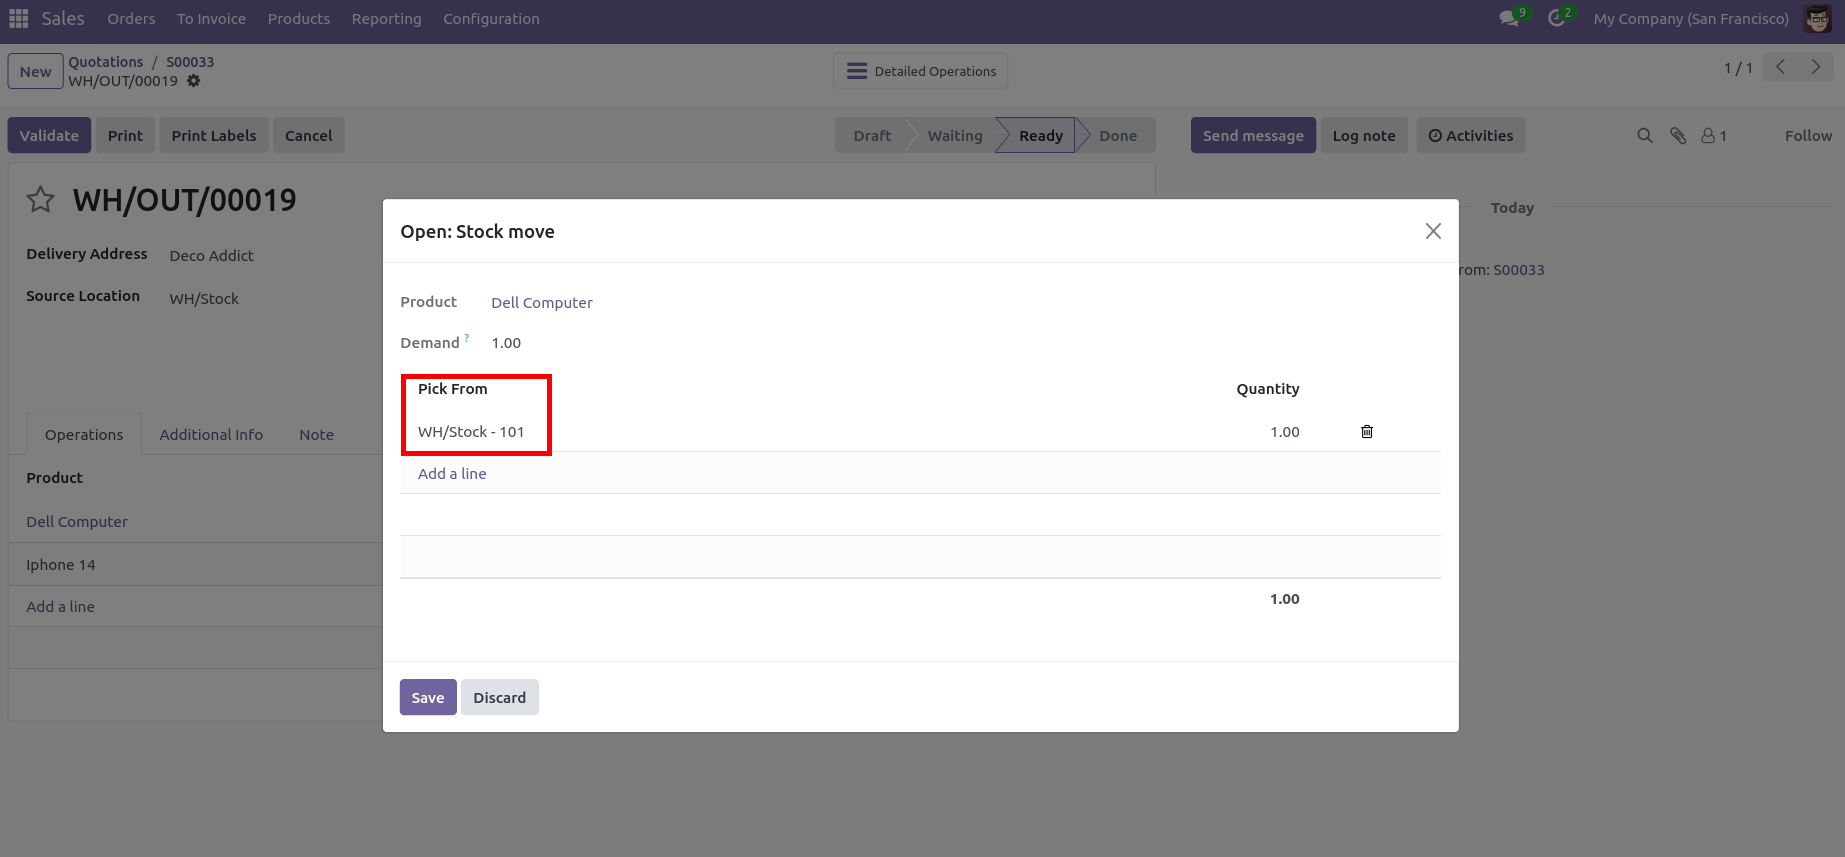 Sales Orders To Invoice Products Reporting Configuration 9 2 My Company (San Francisco)
New Quotations / S00033
WH/OUT/00019
Detailed Operations
1 / 1
Validate Print Print Labels Cancel Draft Waiting Ready Done Send message Log note Activities 1 Follow
WH/OUT/00019
Today
Delivery Address Deco Addict
Source Location WH/Stock
rom: S00033
Operations Additional Info Note
Product
Dell Computer
Iphone 14
Add a line
Open: Stock move
Product Dell Computer
Demand ? 1.00
Pick From Quantity
WH/Stock - 101 1.00
Add a line
1.00
Save Discard